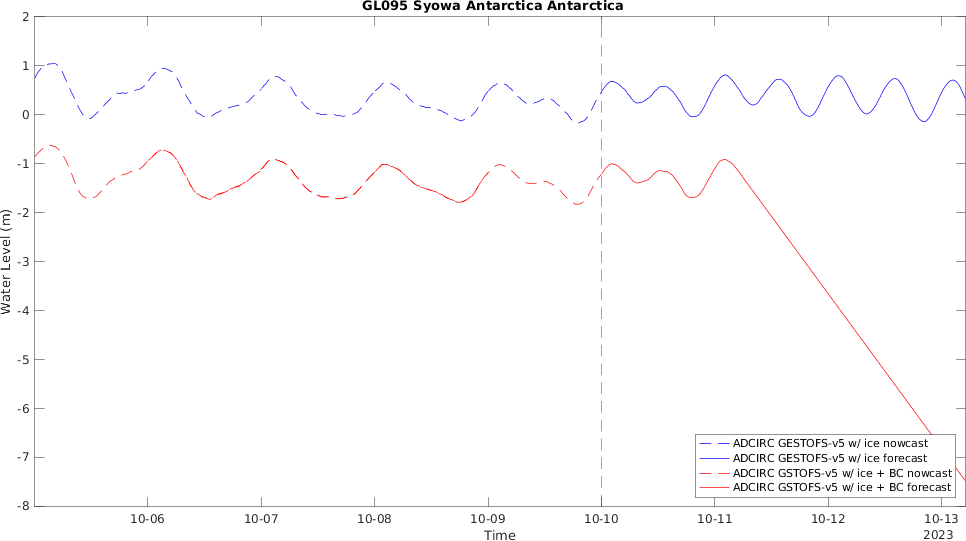 GL095 Syowa Antarctica Antarctica
2
1
0
-1
-2
-3
-4
-5
-6
-7
-8
Water Level (m)
ADCIRC GESTOFS-v5 w/ ice nowcast
ADCIRC GESTOFS-v5 w/ ice forecast
ADCIRC GSTOFS-v5 w/ ice + BC nowcast
ADCIRC GSTOFS-v5 w/ ice + BC forecast
10-06 10-07 10-08 10-09 10-10 10-11 10-12 10-13
Time
2023